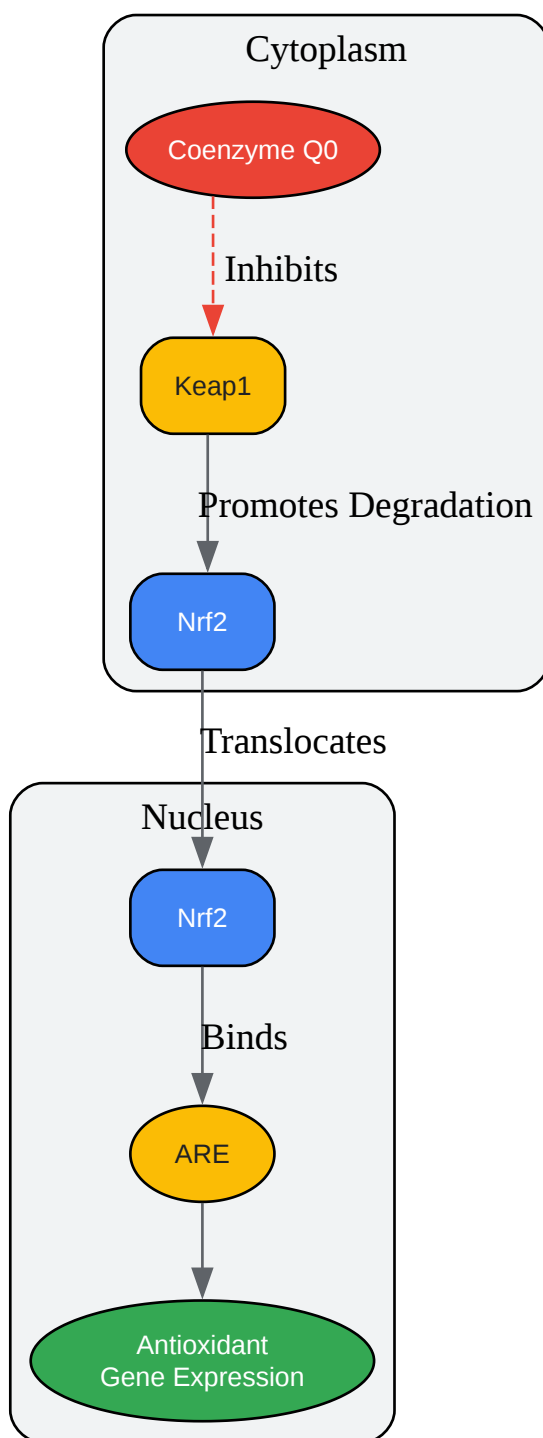 Cytoplasm
Coenzyme Q0
Inhibits
Keap1
Promotes Degradation
Nrf2
Translocates
Nucleus
Nrf2
Binds
ARE
Antioxidant
Gene Expression